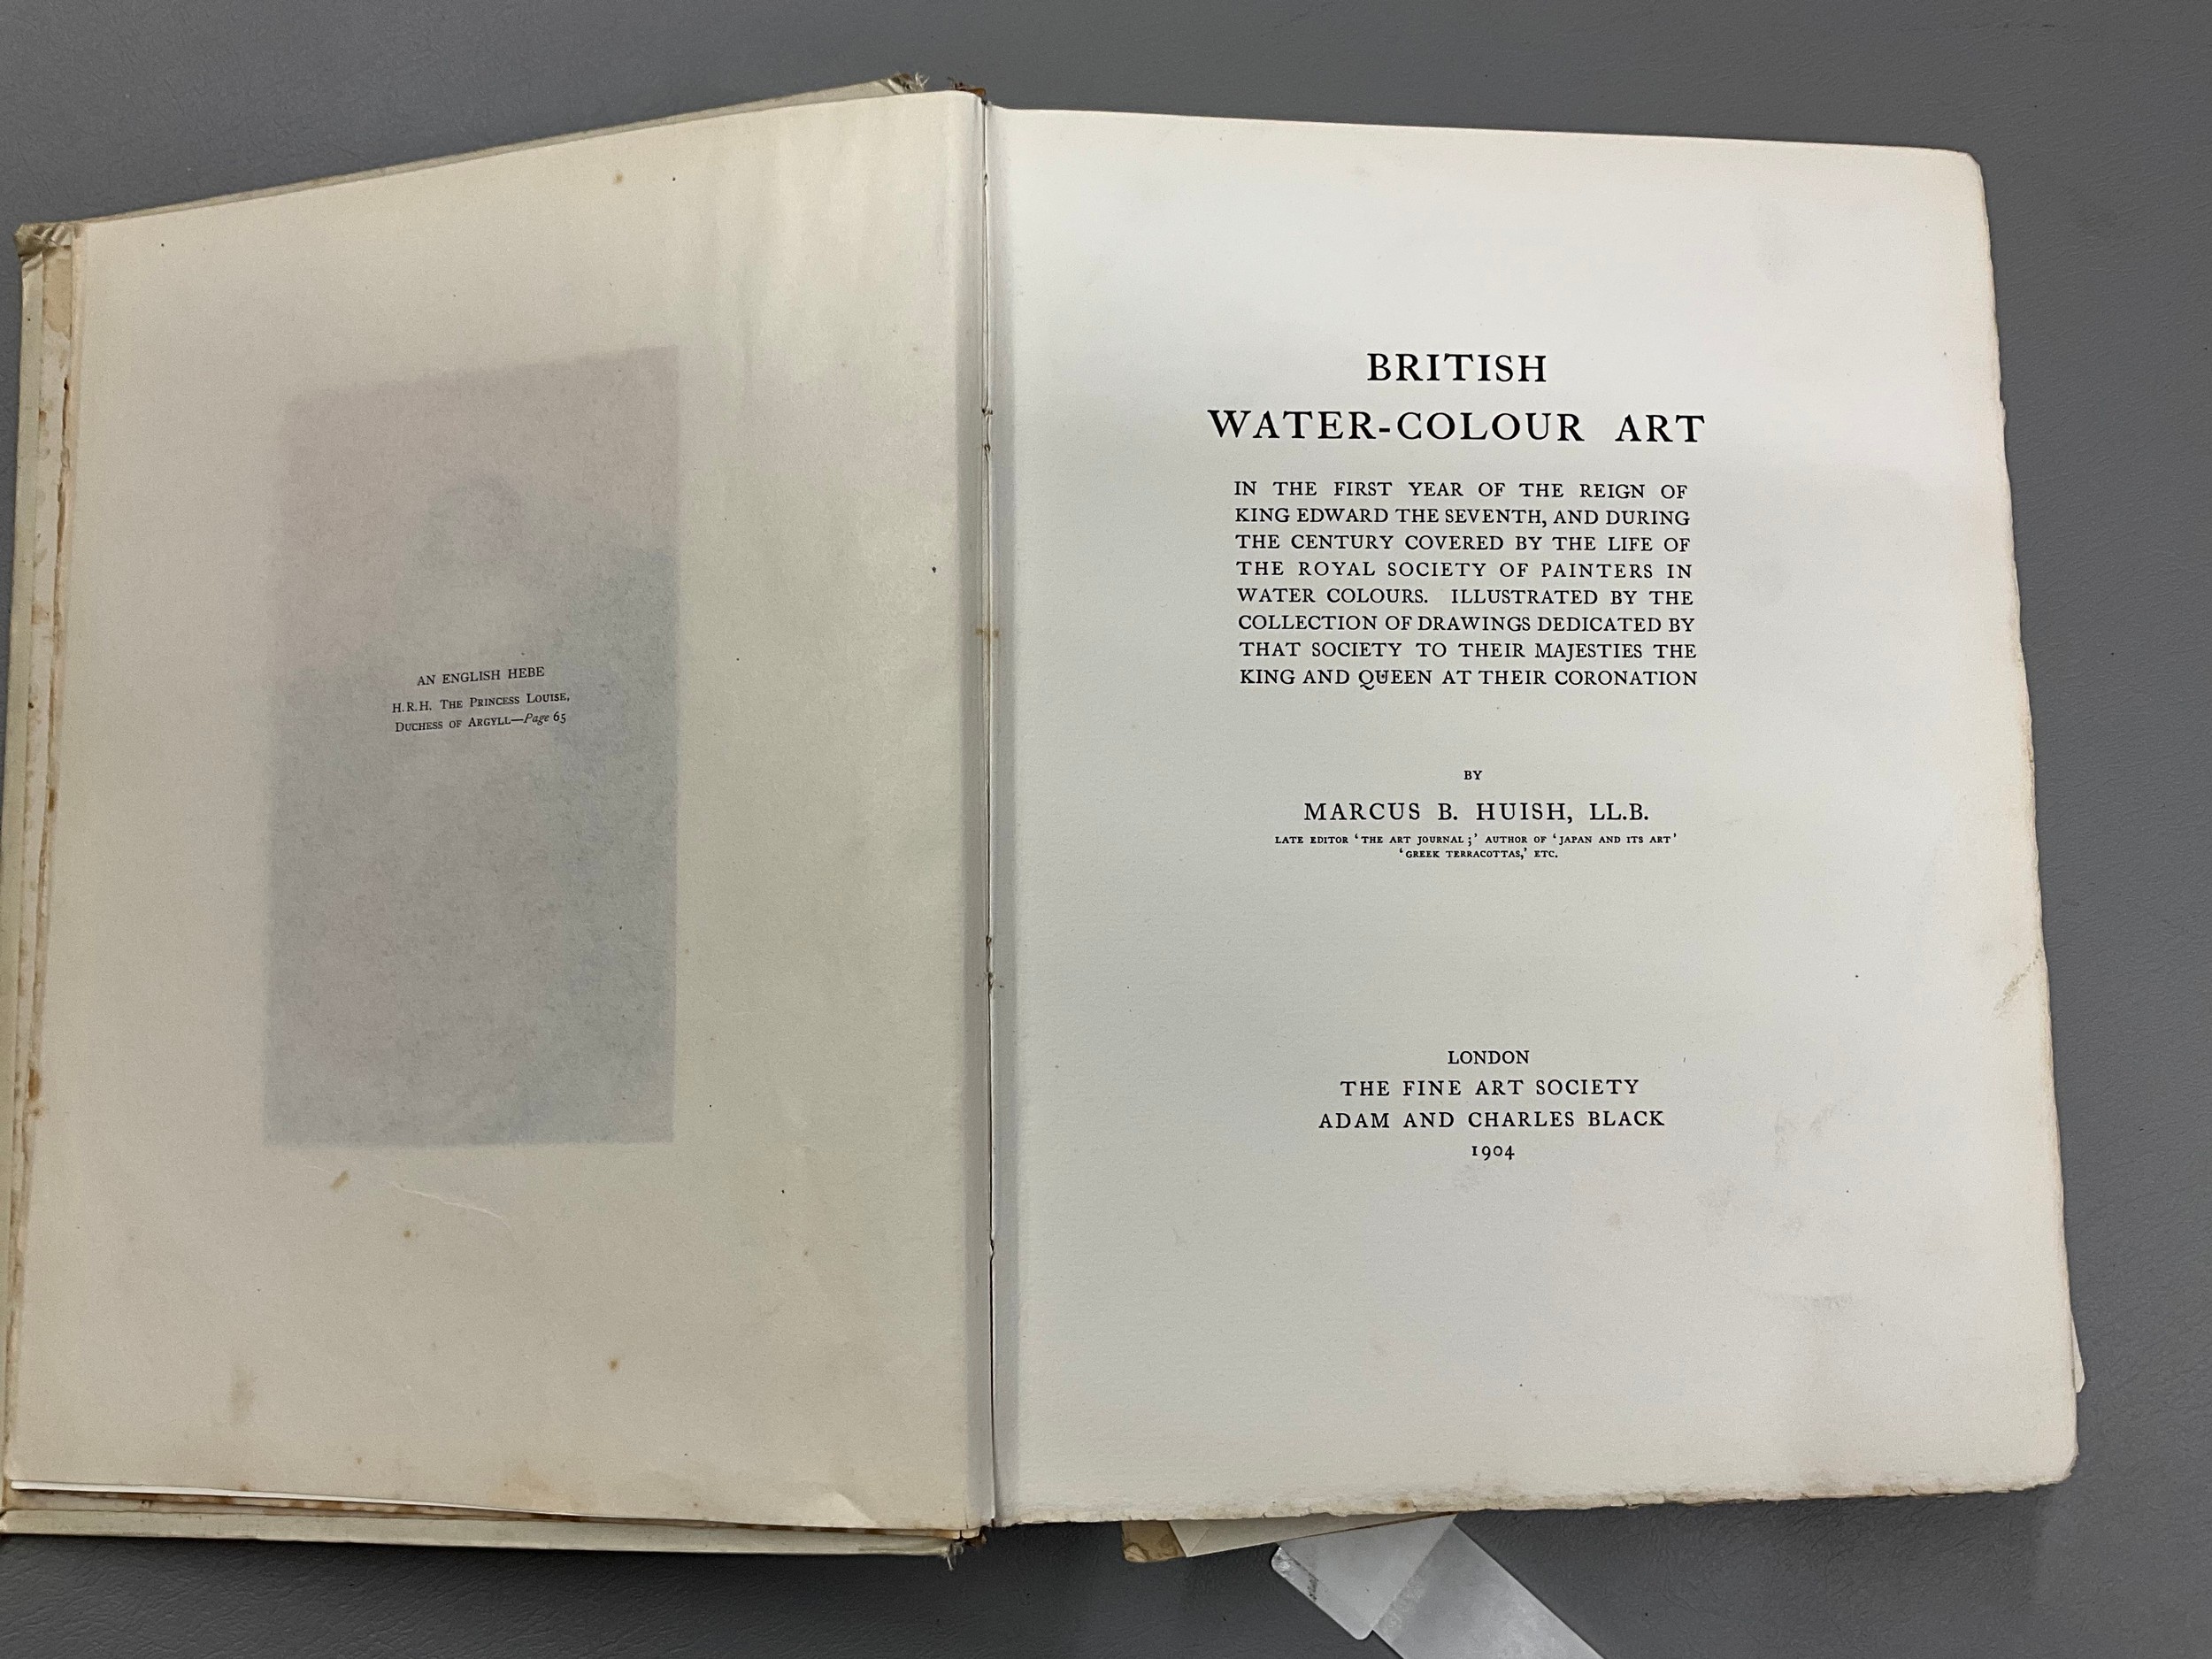 AN ENGLISH HEBE
H.R.H. The Princess Louise,
Duchess of Argyll—Page 65
BRITISH
WATER-COLOUR ART
IN THE FIRST YEAR OF THE REIGN OF
KING EDWARD THE SEVENTH, AND DURING
THE CENTURY COVERED BY THE LIFE OF
THE ROYAL SOCIETY OF PAINTERS IN
WATER COLOURS. ILLUSTRATED BY THE
COLLECTION OF DRAWINGS DEDICATED BY
THAT SOCIETY TO THEIR MAJESTIES THE
KING AND QUEEN AT THEIR CORONATION
BY
MARCUS B. HUISH, LL.B.
LATE EDITOR ‘THE ART JOURNAL;’ AUTHOR OF ‘JAPAN AND ITS ART’
‘GREEK TERRACOTTAS,’ ETC.
LONDON
THE FINE ART SOCIETY
ADAM AND CHARLES BLACK
1904